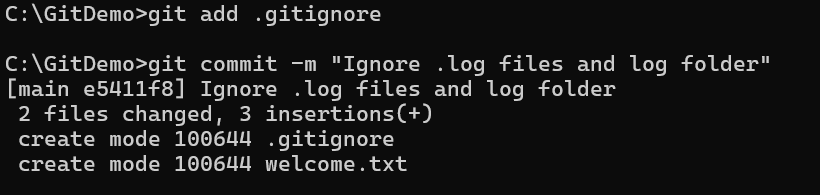 C:\GitDemo>git add .gitignore
C:\GitDemo>git commit -m "Ignore .log files and log folder"
[main e5411f8] Ignore .log files and log folder
 2 files changed, 3 insertions(+)
 create mode 100644 .gitignore
 create mode 100644 welcome.txt